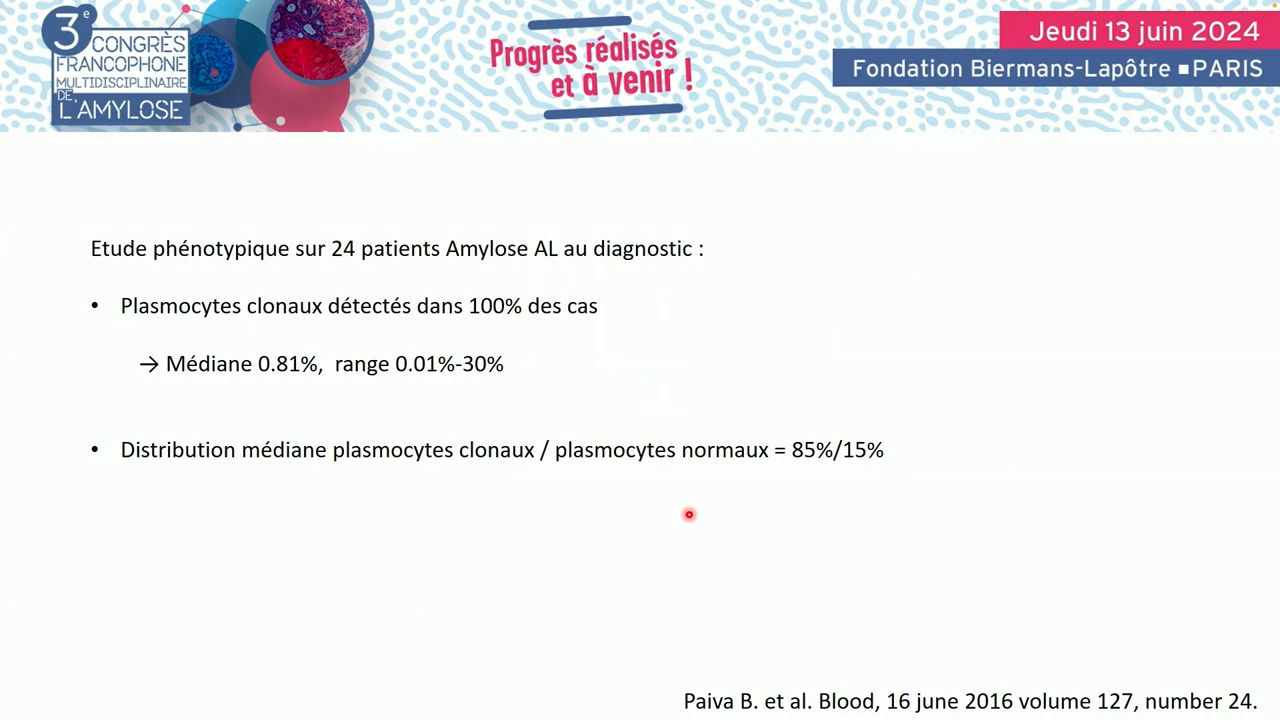 3e
CONGRÈS
FRANCOPHONE
MULTIDISCIPLINAIRE
DE
L'AMYLOSE
Progrès réalisés
et à venir !
Jeudi 13 juin 2024
Fondation Biermans-Lapôtre ■ PARIS
Etude phénotypique sur 24 patients Amylose AL au diagnostic :
• Plasmocytes clonaux détectés dans 100% des cas
→ Médiane 0.81%, range 0.01%-30%
• Distribution médiane plasmocytes clonaux / plasmocytes normaux = 85%/15%
Paiva B. et al. Blood, 16 june 2016 volume 127, number 24.